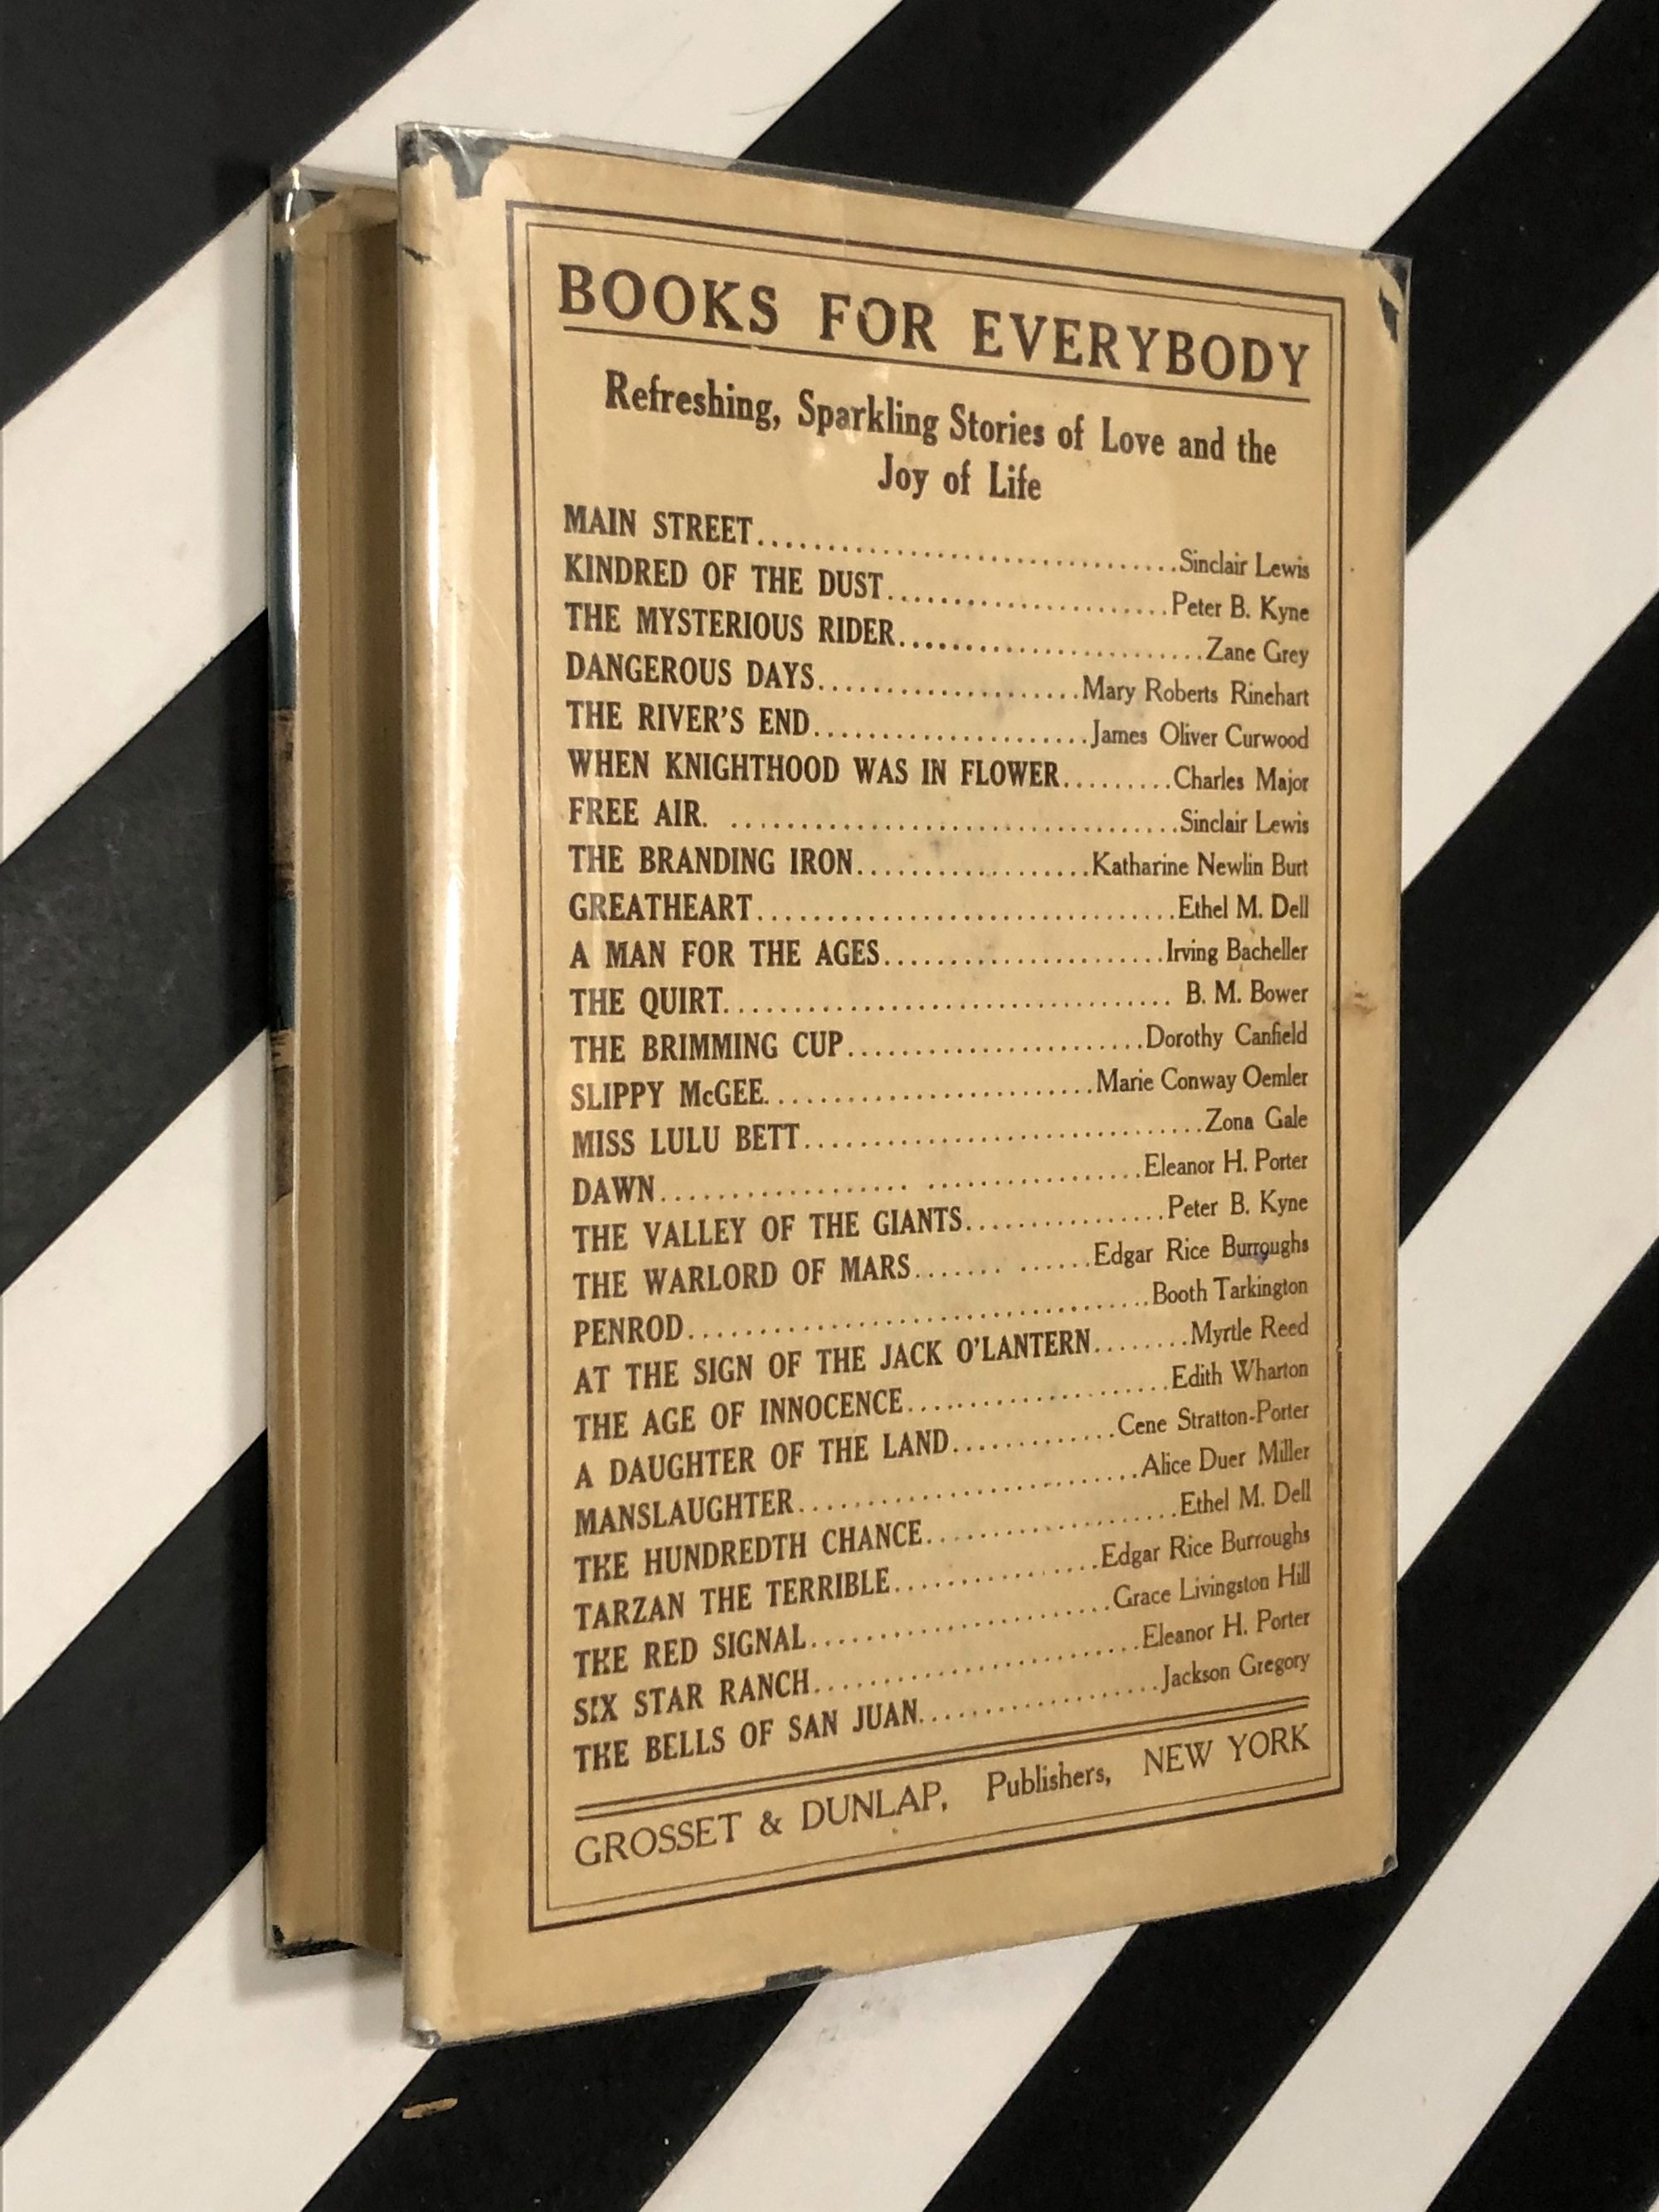 BOOKS FOR EVERYBODY
Refreshing, Sparkling Stories of Love and the
Joy of Life
MAIN STREET........................................Sinclair Lewis
KINDRED OF THE DUST......................Peter B. Kyne
THE MYSTERIOUS RIDER........................Zane Grey
DANGEROUS DAYS....................Mary Roberts Rinehart
THE RIVER'S END.....................James Oliver Curwood
WHEN KNIGHTHOOD WAS IN FLOWER.........Charles Major
FREE AIR. ..................................Sinclair Lewis
THE BRANDING IRON..................Katharine Newlin Burt
GREATHEART................................Ethel M. Dell
A MAN FOR THE AGES......................Irving Bacheller
THE QUIRT.................................. B. M. Bower
THE BRIMMING CUP.......................Dorothy Canfield
SLIPPY McGEE.........................Marie Conway Oemler
MISS LULU BETT...............................Zona Gale
DAWN.................. .................Eleanor H. Porter
THE VALLEY OF THE GIANTS................Peter B. Kyne
THE WARLORD OF MARS....... ......Edgar Rice Burroughs
PENROD....................................Booth Tarkington
AT THE SIGN OF THE JACK O'LANTERN........Myrtle Reed
THE AGE OF INNOCENCE....................Edith Wharton
A DAUGHTER OF THE LAND.............Cene Stratton-Porter
MANSLAUGHTER...........................Alice Duer Miller
THE HUNDREDTH CHANCE...................Ethel M. Dell
TARZAN THE TERRIBLE................Edgar Rice Burroughs
THE RED SIGNAL.......................Grace Livingston Hill
SIX STAR RANCH.........................Eleanor H. Porter
THE BELLS OF SAN JUAN..................Jackson Gregory
GROSSET & DUNLAP, Publishers, NEW YORK